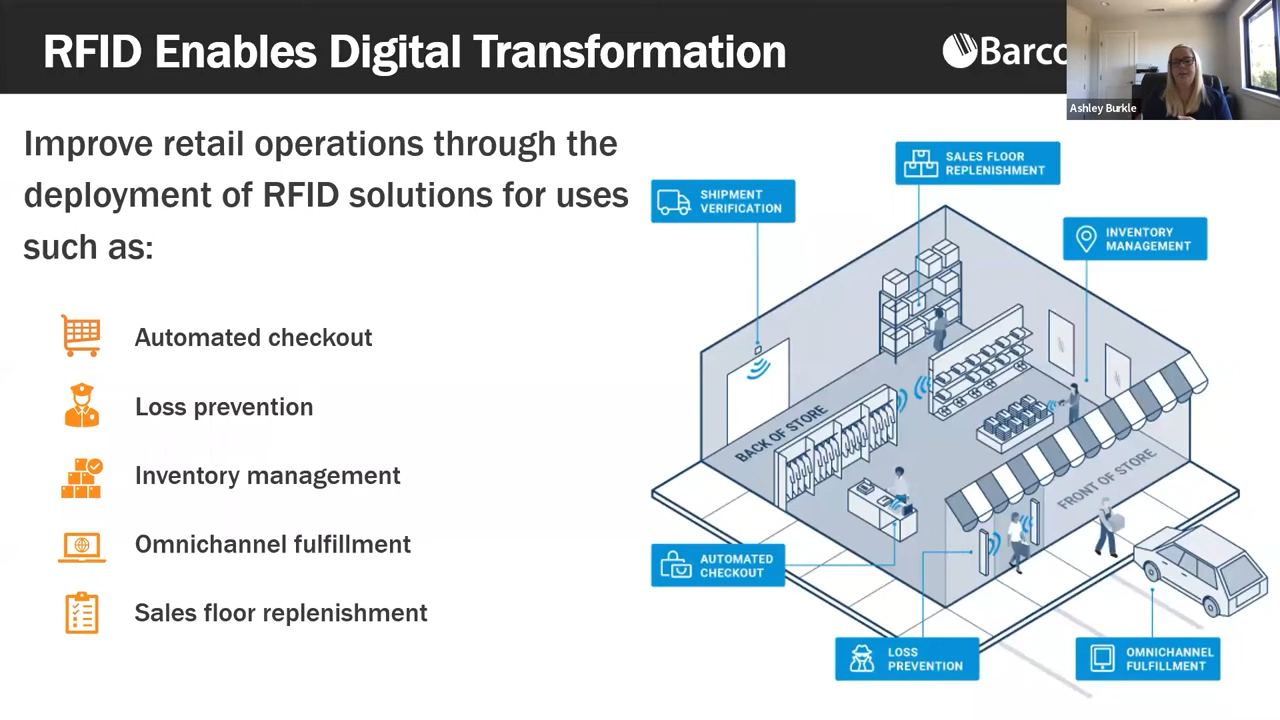 RFID Enables Digital Transformation
Barco
Ashley Burkle
Improve retail operations through the
deployment of RFID solutions for uses
such as:
Automated checkout
Loss prevention
Inventory management
Omnichannel fulfillment
Sales floor replenishment
SHIPMENT
VERIFICATION
SALES FLOOR
REPLENISHMENT
INVENTORY
MANAGEMENT
BACK OF STORE
FRONT OF STORE
AUTOMATED
CHECKOUT
LOSS
PREVENTION
OMNICHANNEL
FULFILLMENT